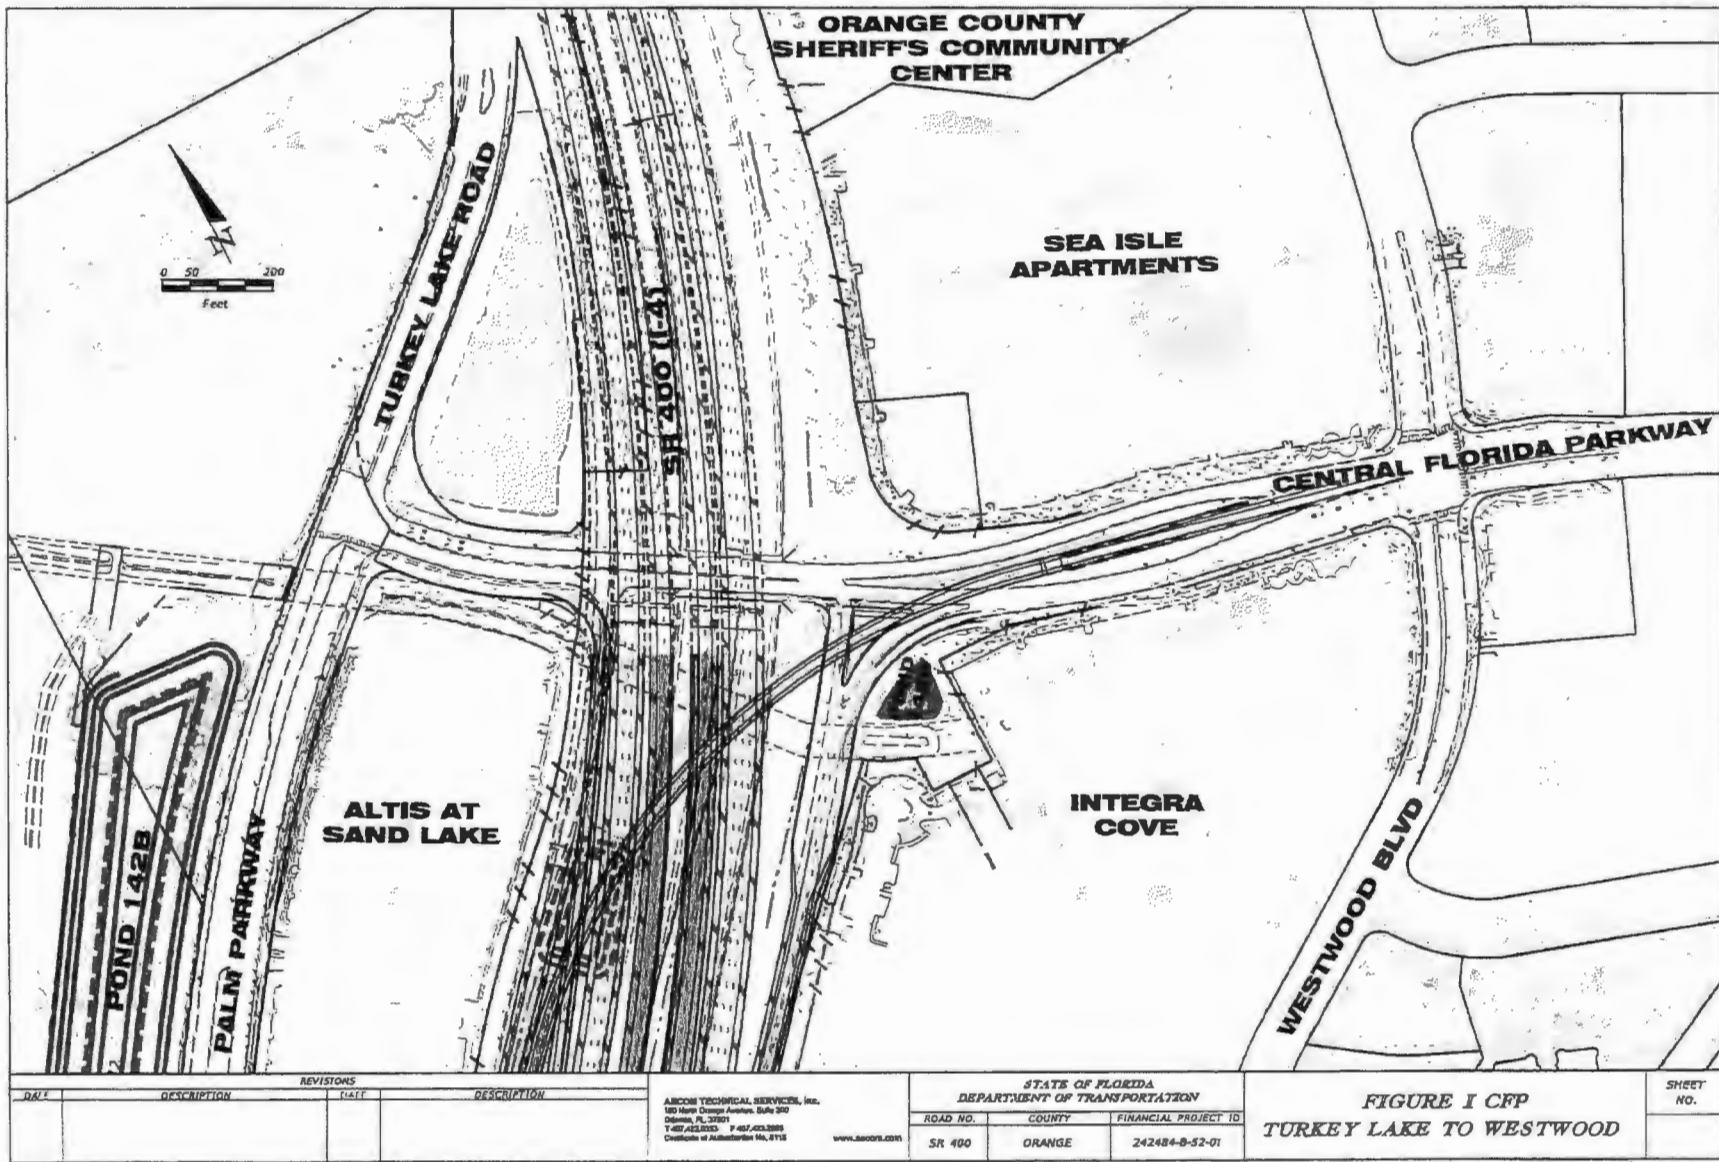 ORANGE COUNTY
SHERIFF'S COMMUNITY
CENTER
TURKEY LAKE ROAD
SR 400 (I-4)
0 50 200
Feet
SEA ISLE
APARTMENTS
CENTRAL FLORIDA PARKWAY
POND 142B
PALM PARKWAY
ALTIS AT
SAND LAKE
INTEGRA
COVE
WESTWOOD BLVD
REVISIONS
DATE DESCRIPTION DATE DESCRIPTION
AECOM TECHNICAL SERVICES, Inc.
www.aecom.com
STATE OF FLORIDA
DEPARTMENT OF TRANSPORTATION
ROAD NO. COUNTY FINANCIAL PROJECT ID
SR 400 ORANGE 242484-8-52-01
FIGURE 1 CFP
TURKEY LAKE TO WESTWOOD
SHEET
NO.